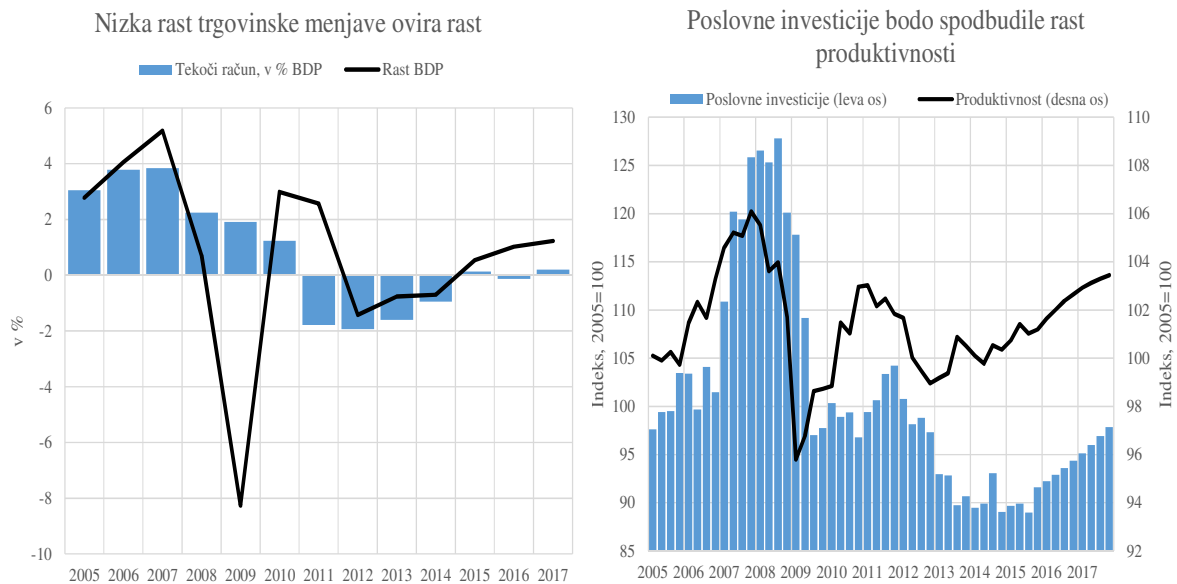 Nizka rast trgovinske menjave ovira rast
Tekoči račun, v % BDP
Rast BDP
6
4
2
0
-2
-4
-6
-8
-10
v %
2005 2006 2007 2008 2009 2010 2011 2012 2013 2014 2015 2016 2017
Poslovne investicije bodo spodbudile rast
produktivnosti
Poslovne investicije (leva os)
Produktivnost (desna os)
130
125
120
115
110
105
100
95
90
85
Indeks, 2005=100
110
108
106
104
102
100
98
96
94
92
Indeks, 2005=100
2005 2006 2007 2008 2009 2010 2011 2012 2013 2014 2015 2016 2017